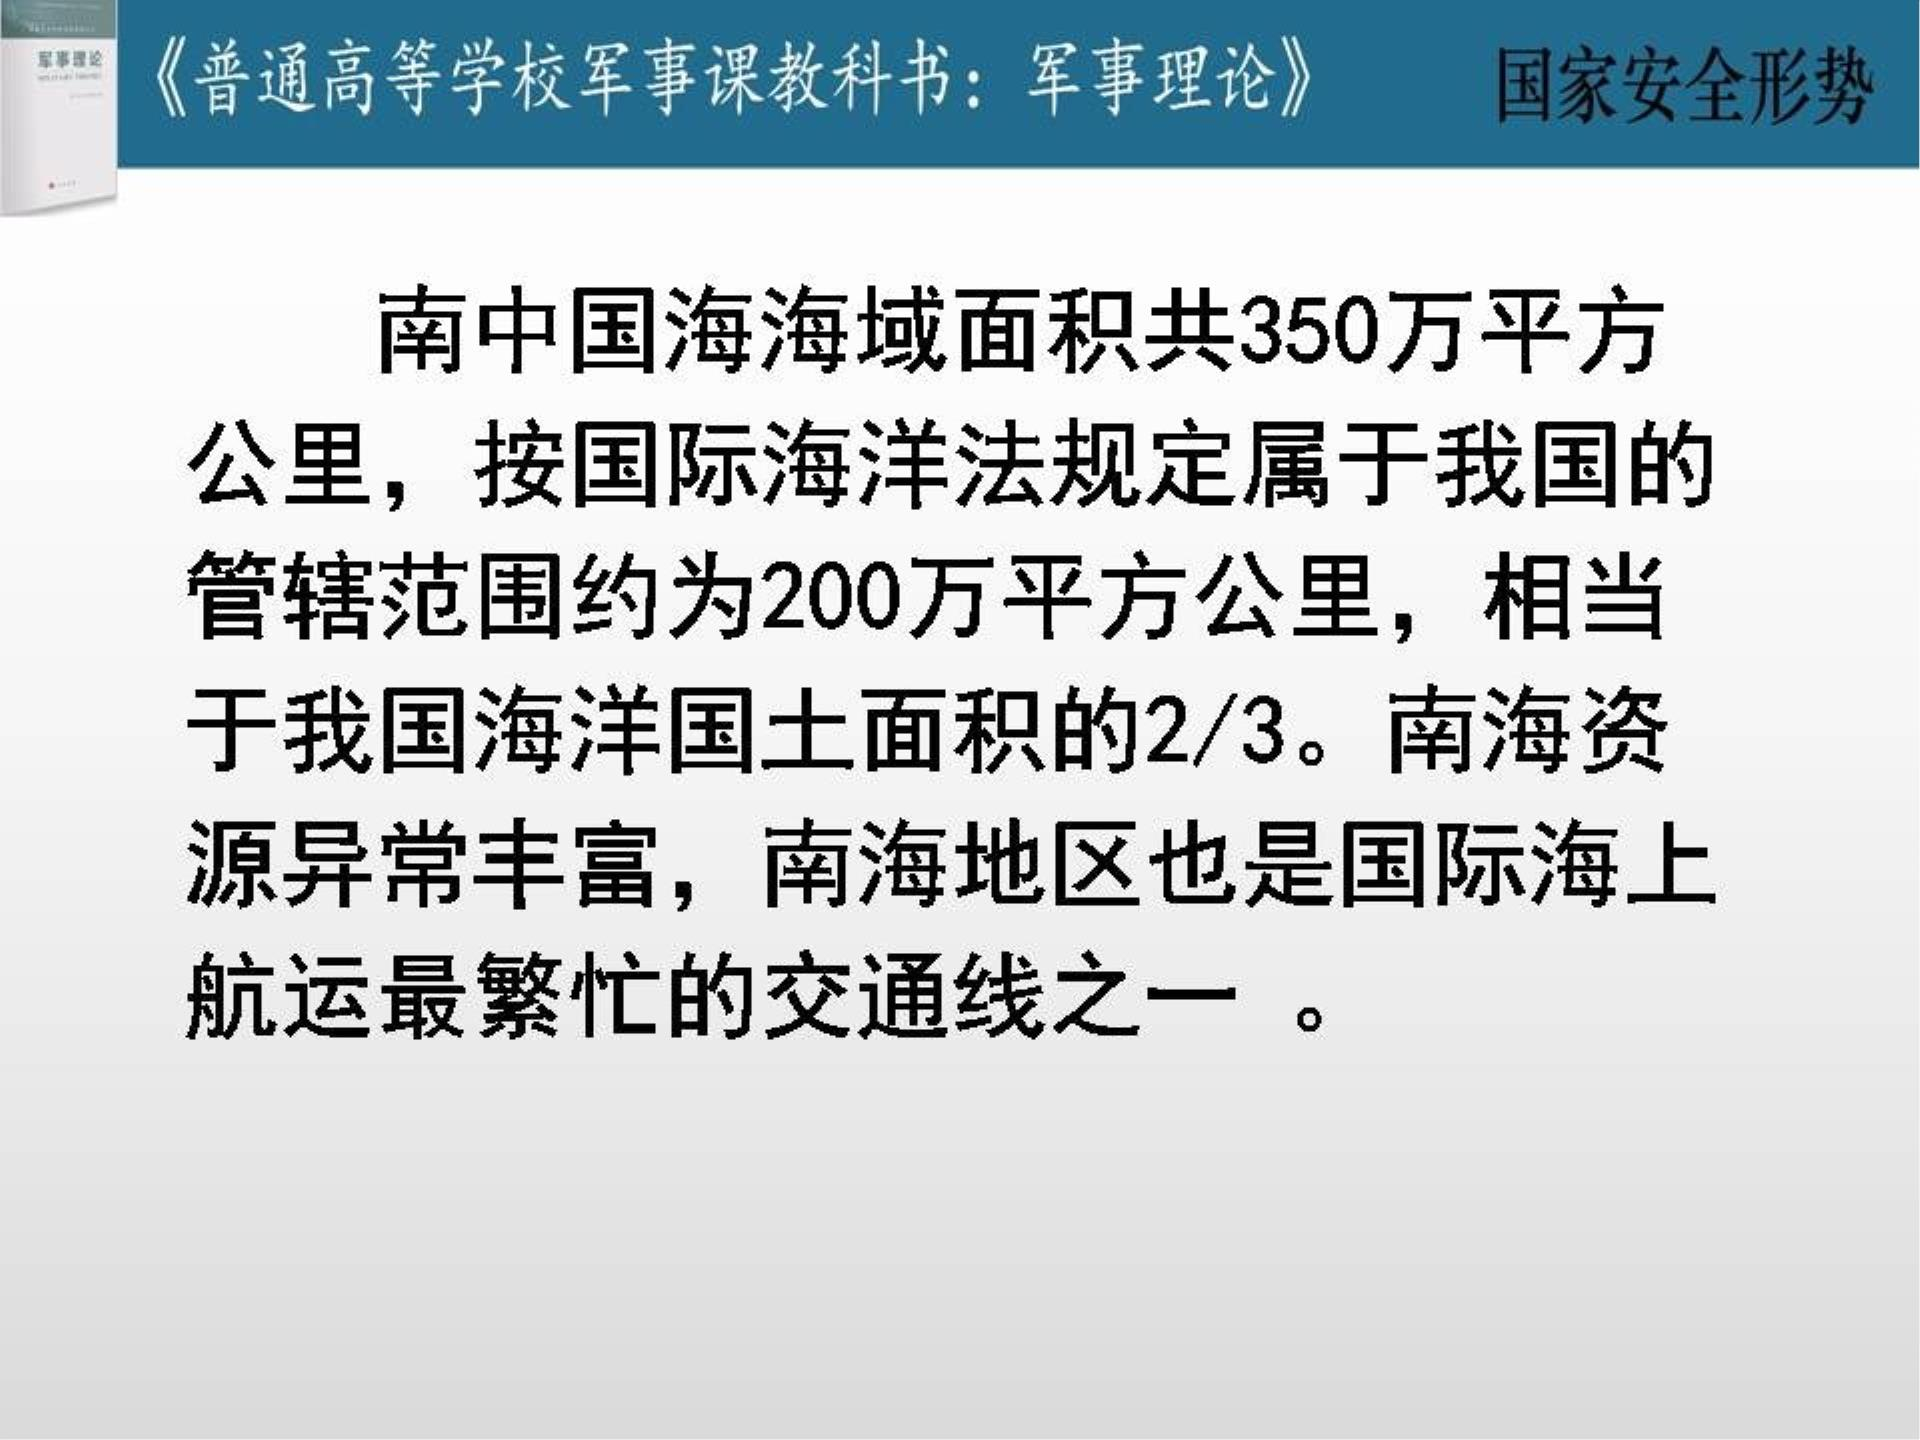 军事理论
《普通高等学校军事课教科书：军事理论》
国家安全形势
南中国海海域面积共350万平方
公里，按国际海洋法规定属于我国的
管辖范围约为200万平方公里，相当
于我国海洋国土面积的2/3。南海资
源异常丰富，南海地区也是国际海上
航运最繁忙的交通线之一 。